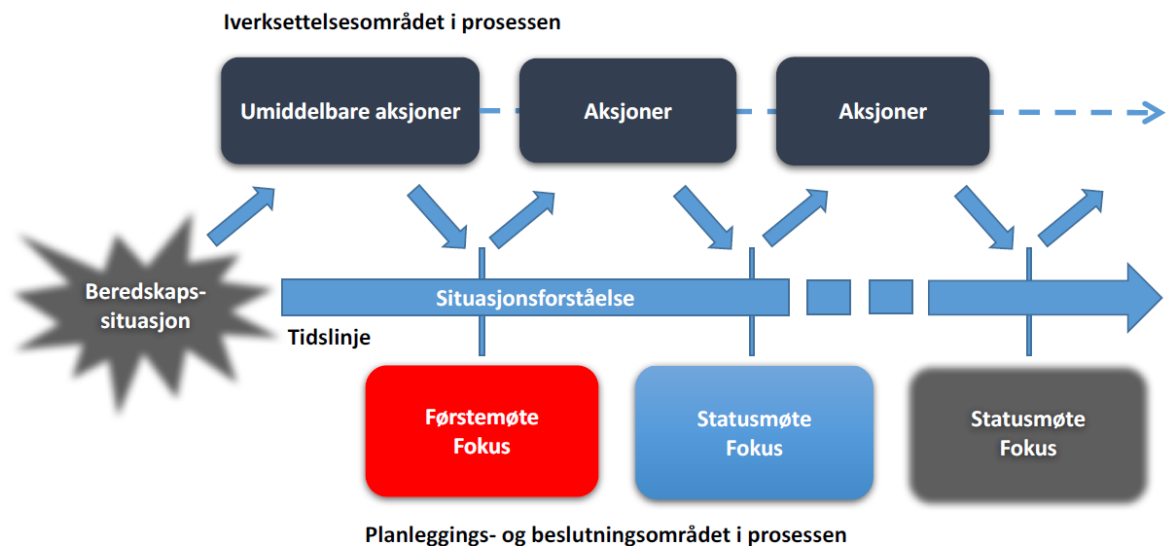 Iverksettelsesområdet i prosessen
Umiddelbare aksjoner
Aksjoner
Aksjoner
Beredskaps-
situasjon
Situasjonsforståelse
Tidslinje
Førstemøte
Fokus
Statusmøte
Fokus
Statusmøte
Fokus
Planleggings- og beslutningsområdet i prosessen